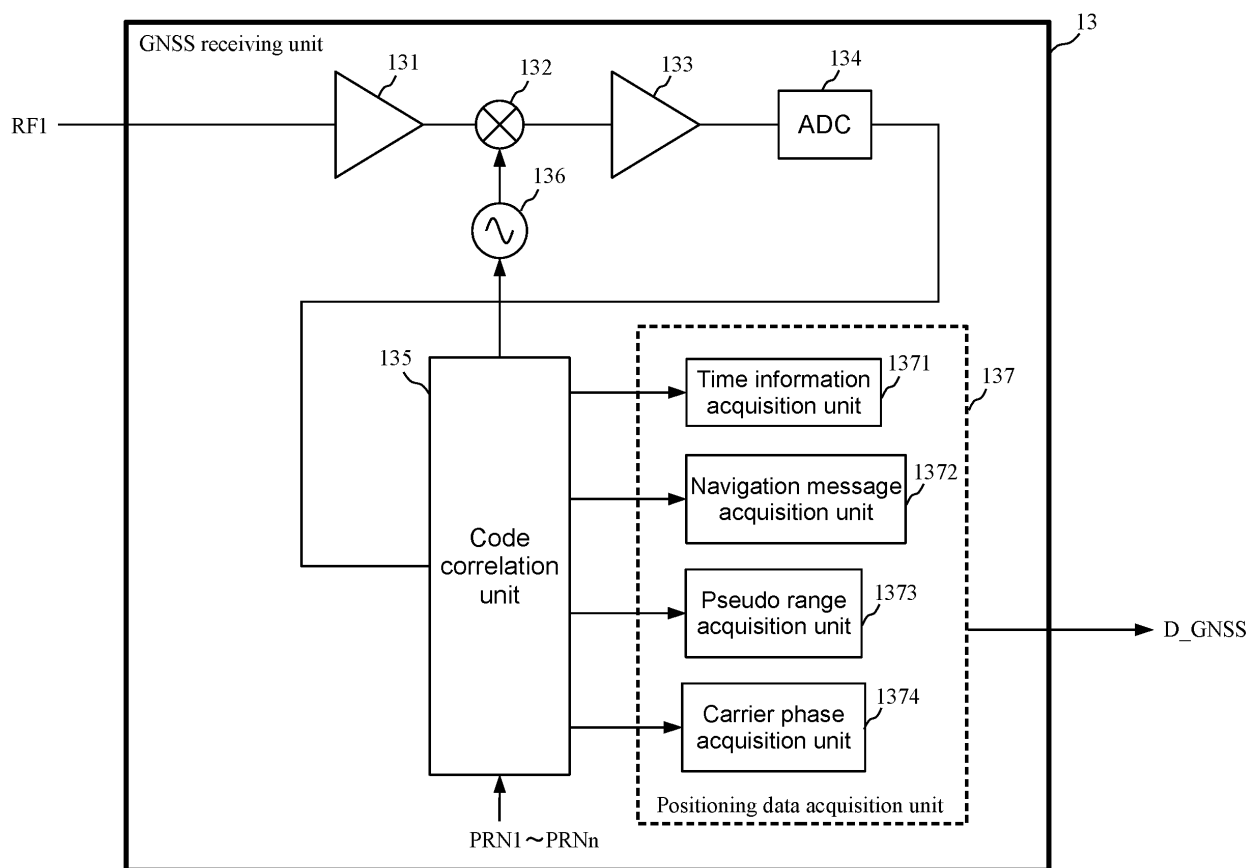 13
GNSS receiving unit
131
132
133
134
RF1
ADC
136
135
Time information
acquisition unit
1371
137
Navigation message
acquisition unit
1372
Code
correlation
unit
Pseudo range
acquisition unit
1373
D_GNSS
Carrier phase
acquisition unit
1374
Positioning data acquisition unit
PRN1～PRNn